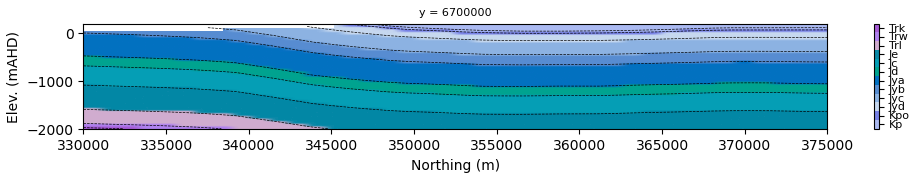 y = 6700000
Elev. (mAHD)
0
−1000
−2000
330000 335000 340000 345000 350000 355000 360000 365000 370000 375000
Northing (m)
Trk
Trw
Trl
Je
Jd
Jya
Jyb
Jyc
Jyd
Kpo
Kp